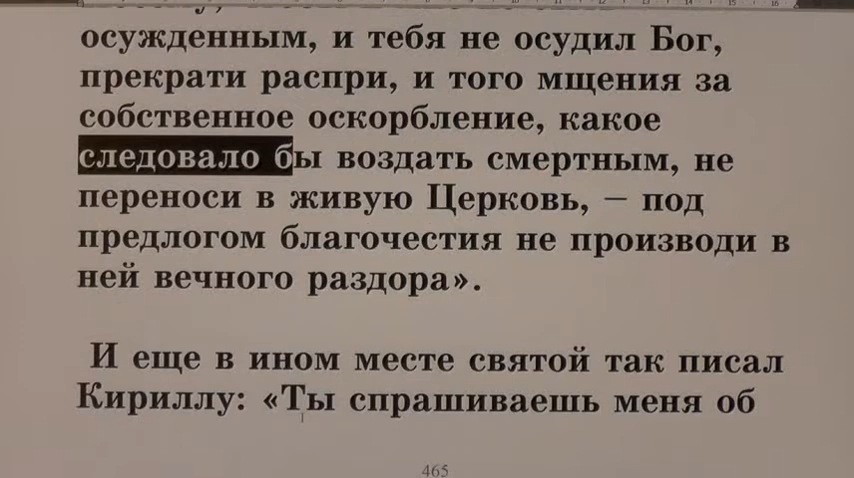 осужденным, и тебя не осудил Бог,
прекрати распри, и того мщения за
собственное оскорбление, какое
следовало бы воздать смертным, не
переноси в живую Церковь, – под
предлогом благочестия не производи в
ней вечного раздора».
И еще в ином месте святой так писал
Кириллу: «Ты спрашиваешь меня об
465